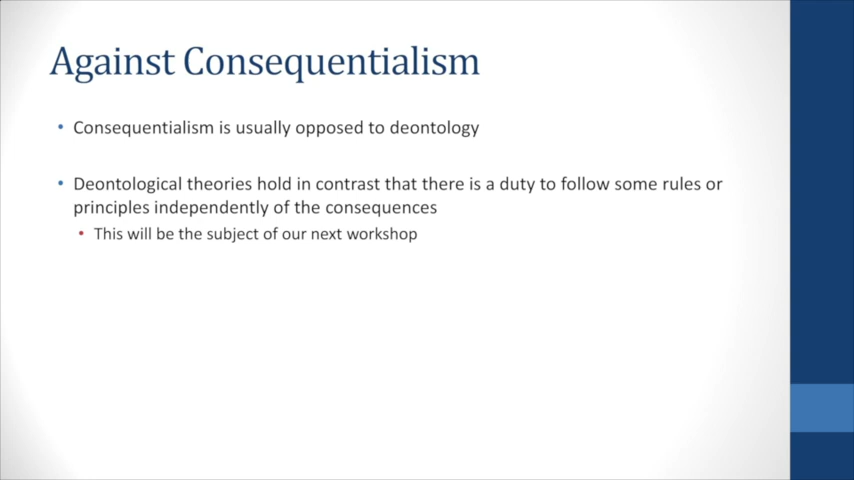 Against Consequentialism
• Consequentialism is usually opposed to deontology
• Deontological theories hold in contrast that there is a duty to follow some rules or
principles independently of the consequences
• This will be the subject of our next workshop